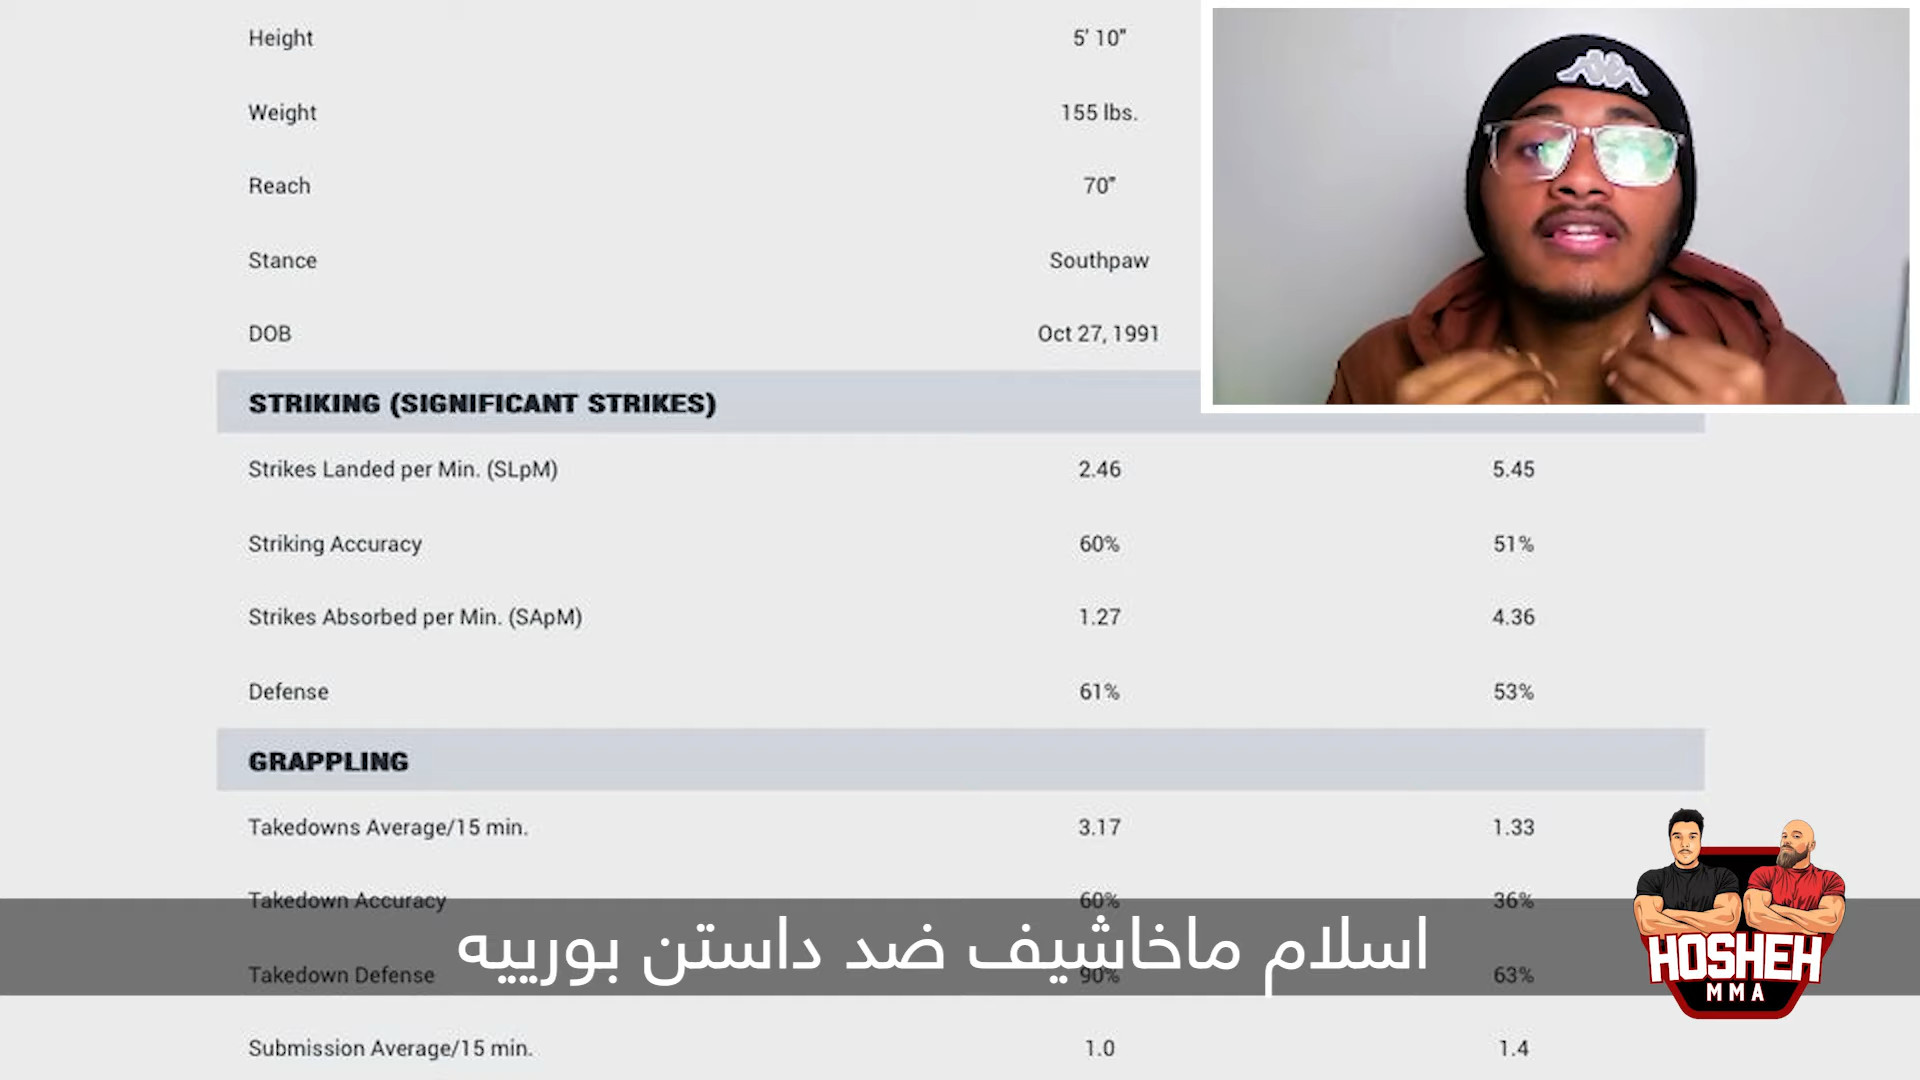 Height 5' 10"
Weight 155 lbs.
Reach 70"
Stance Southpaw
DOB Oct 27, 1991
STRIKING (SIGNIFICANT STRIKES)
Strikes Landed per Min. (SLpM) 2.46 5.45
Striking Accuracy 60% 51%
Strikes Absorbed per Min. (SApM) 1.27 4.36
Defense 61% 53%
GRAPPLING
Takedowns Average/15 min. 3.17 1.33
Takedown Accuracy 60% 36%
اسلام ماخاشيف ضد داستن بورييه
Takedown Defense 90% 63%
Submission Average/15 min. 1.0 1.4
HOSHEH
MMA